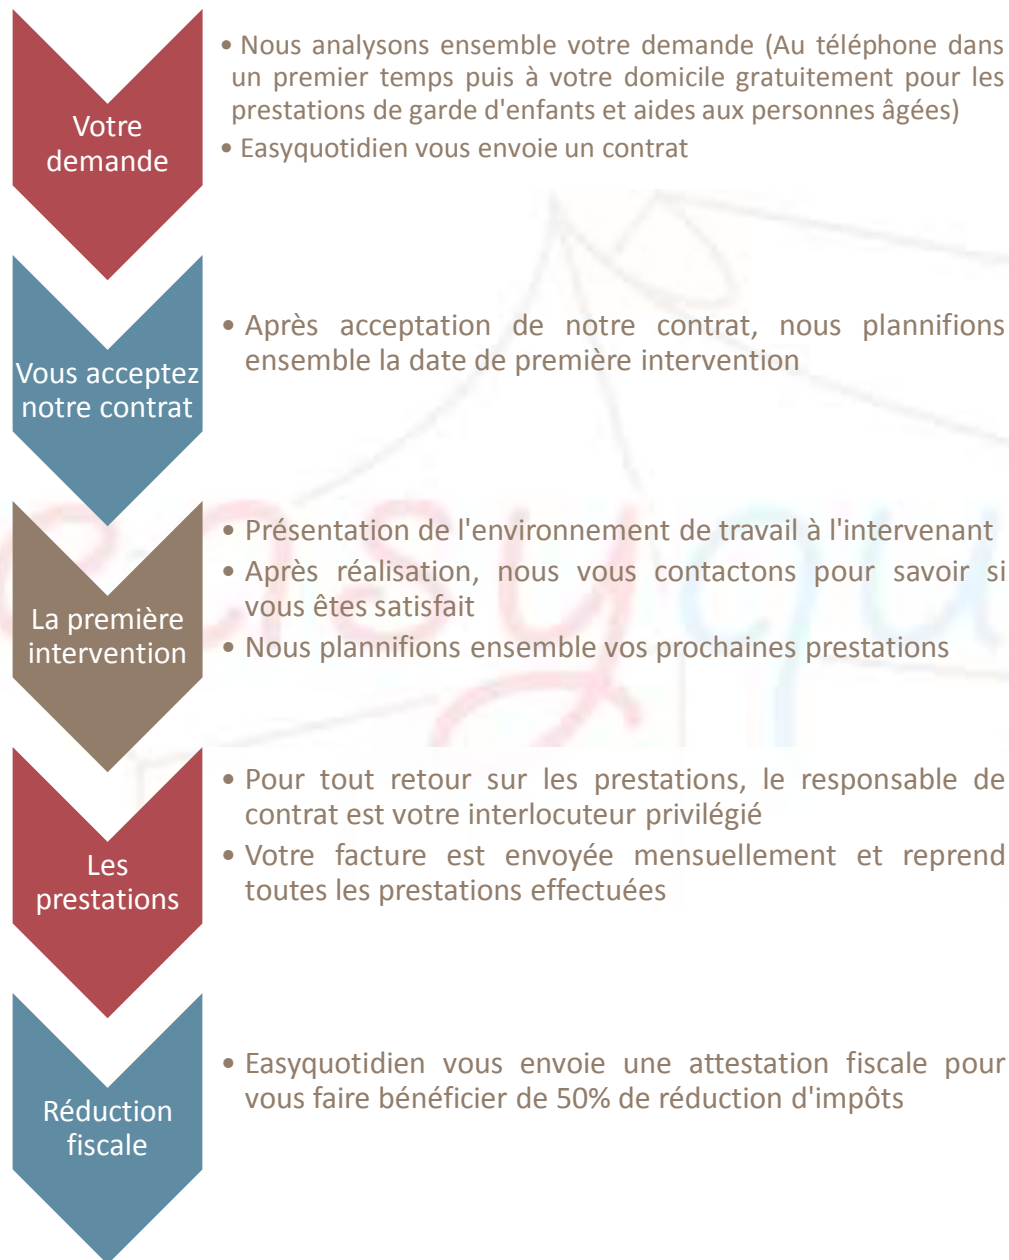 Votre
demande
• Nous analysons ensemble votre demande (Au téléphone dans
un premier temps puis à votre domicile gratuitement pour les
prestations de garde d'enfants et aides aux personnes âgées)
• Easyquotidien vous envoie un contrat
Vous acceptez
notre contrat
• Après acceptation de notre contrat, nous plannifions
ensemble la date de première intervention
La première
intervention
• Présentation de l'environnement de travail à l'intervenant
• Après réalisation, nous vous contactons pour savoir si
vous êtes satisfait
• Nous plannifions ensemble vos prochaines prestations
Les
prestations
• Pour tout retour sur les prestations, le responsable de
contrat est votre interlocuteur privilégié
• Votre facture est envoyée mensuellement et reprend
toutes les prestations effectuées
Réduction
fiscale
• Easyquotidien vous envoie une attestation fiscale pour
vous faire bénéficier de 50% de réduction d'impôts
easyqu